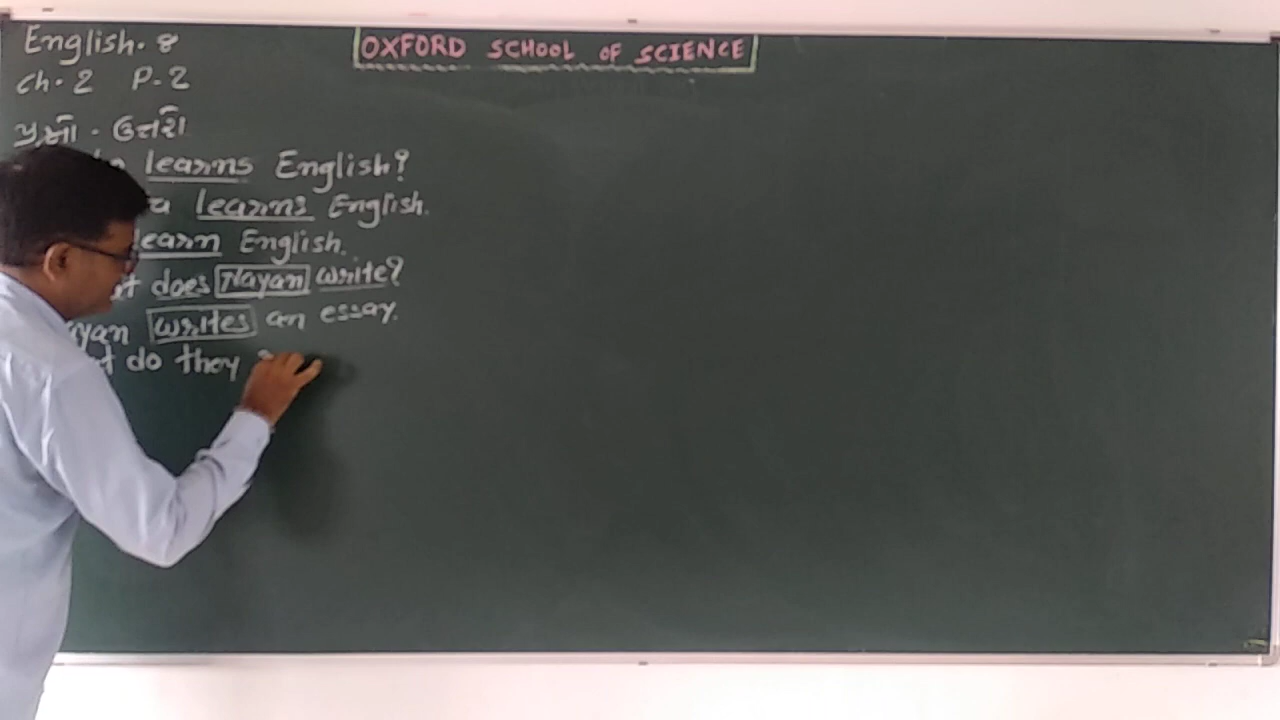 English. 8
OXFORD SCHOOL OF SCIENCE
Ch. 2 P-2
પ્રશ્નો - ઉત્તરો
learns English?
learns English.
learn English.
does Nayan write?
writes an essay.
do they